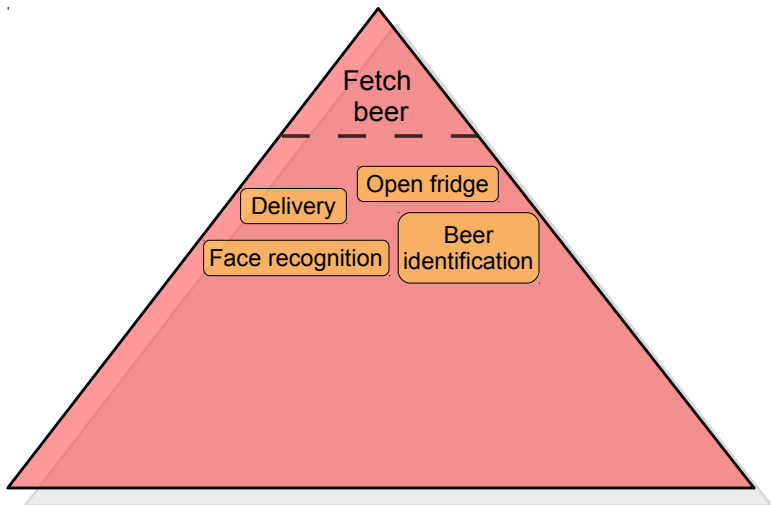 Fetch
beer
Open fridge
Delivery
Beer
identification
Face recognition